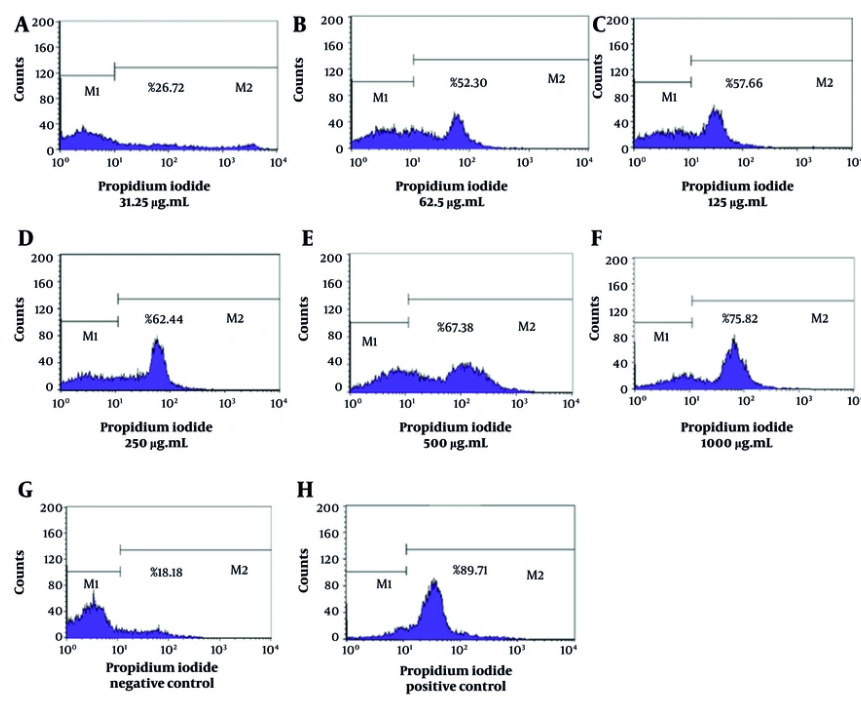 A
200
160
120
80
40
0
Counts
M1
%26.72
M2
10⁰ 10¹ 10² 10³ 10⁴
Propidium iodide
31.25 µg.mL
B
200
160
120
80
40
0
Counts
M1
%52.30
M2
10⁰ 10¹ 10² 10³ 10⁴
Propidium iodide
62.5 µg.mL
C
200
160
120
80
40
0
Counts
M1
%57.66
M2
10⁰ 10¹ 10² 10³ 10
Propidium iodide
125 µg.mL
D
200
160
120
80
40
0
Counts
M1
%62.44
M2
10⁰ 10¹ 10² 10³ 10⁴
Propidium iodide
250 µg.mL
E
200
160
120
80
40
0
Counts
M1
%67.38
M2
10⁰ 10¹ 10² 10³ 10⁴
Propidium iodide
500 µg.mL
F
200
160
120
80
40
0
Counts
M1
%75.82
M2
10⁰ 10¹ 10² 10³ 10
Propidium iodide
1000 µg.mL
G
200
160
120
80
40
0
Counts
M1
%18.18
M2
10⁰ 10¹ 10² 10³ 10⁴
Propidium iodide
negative control
H
200
160
120
80
40
0
Counts
M1
%89.71
M2
10⁰ 10¹ 10² 10³ 10⁴
Propidium iodide
positive control